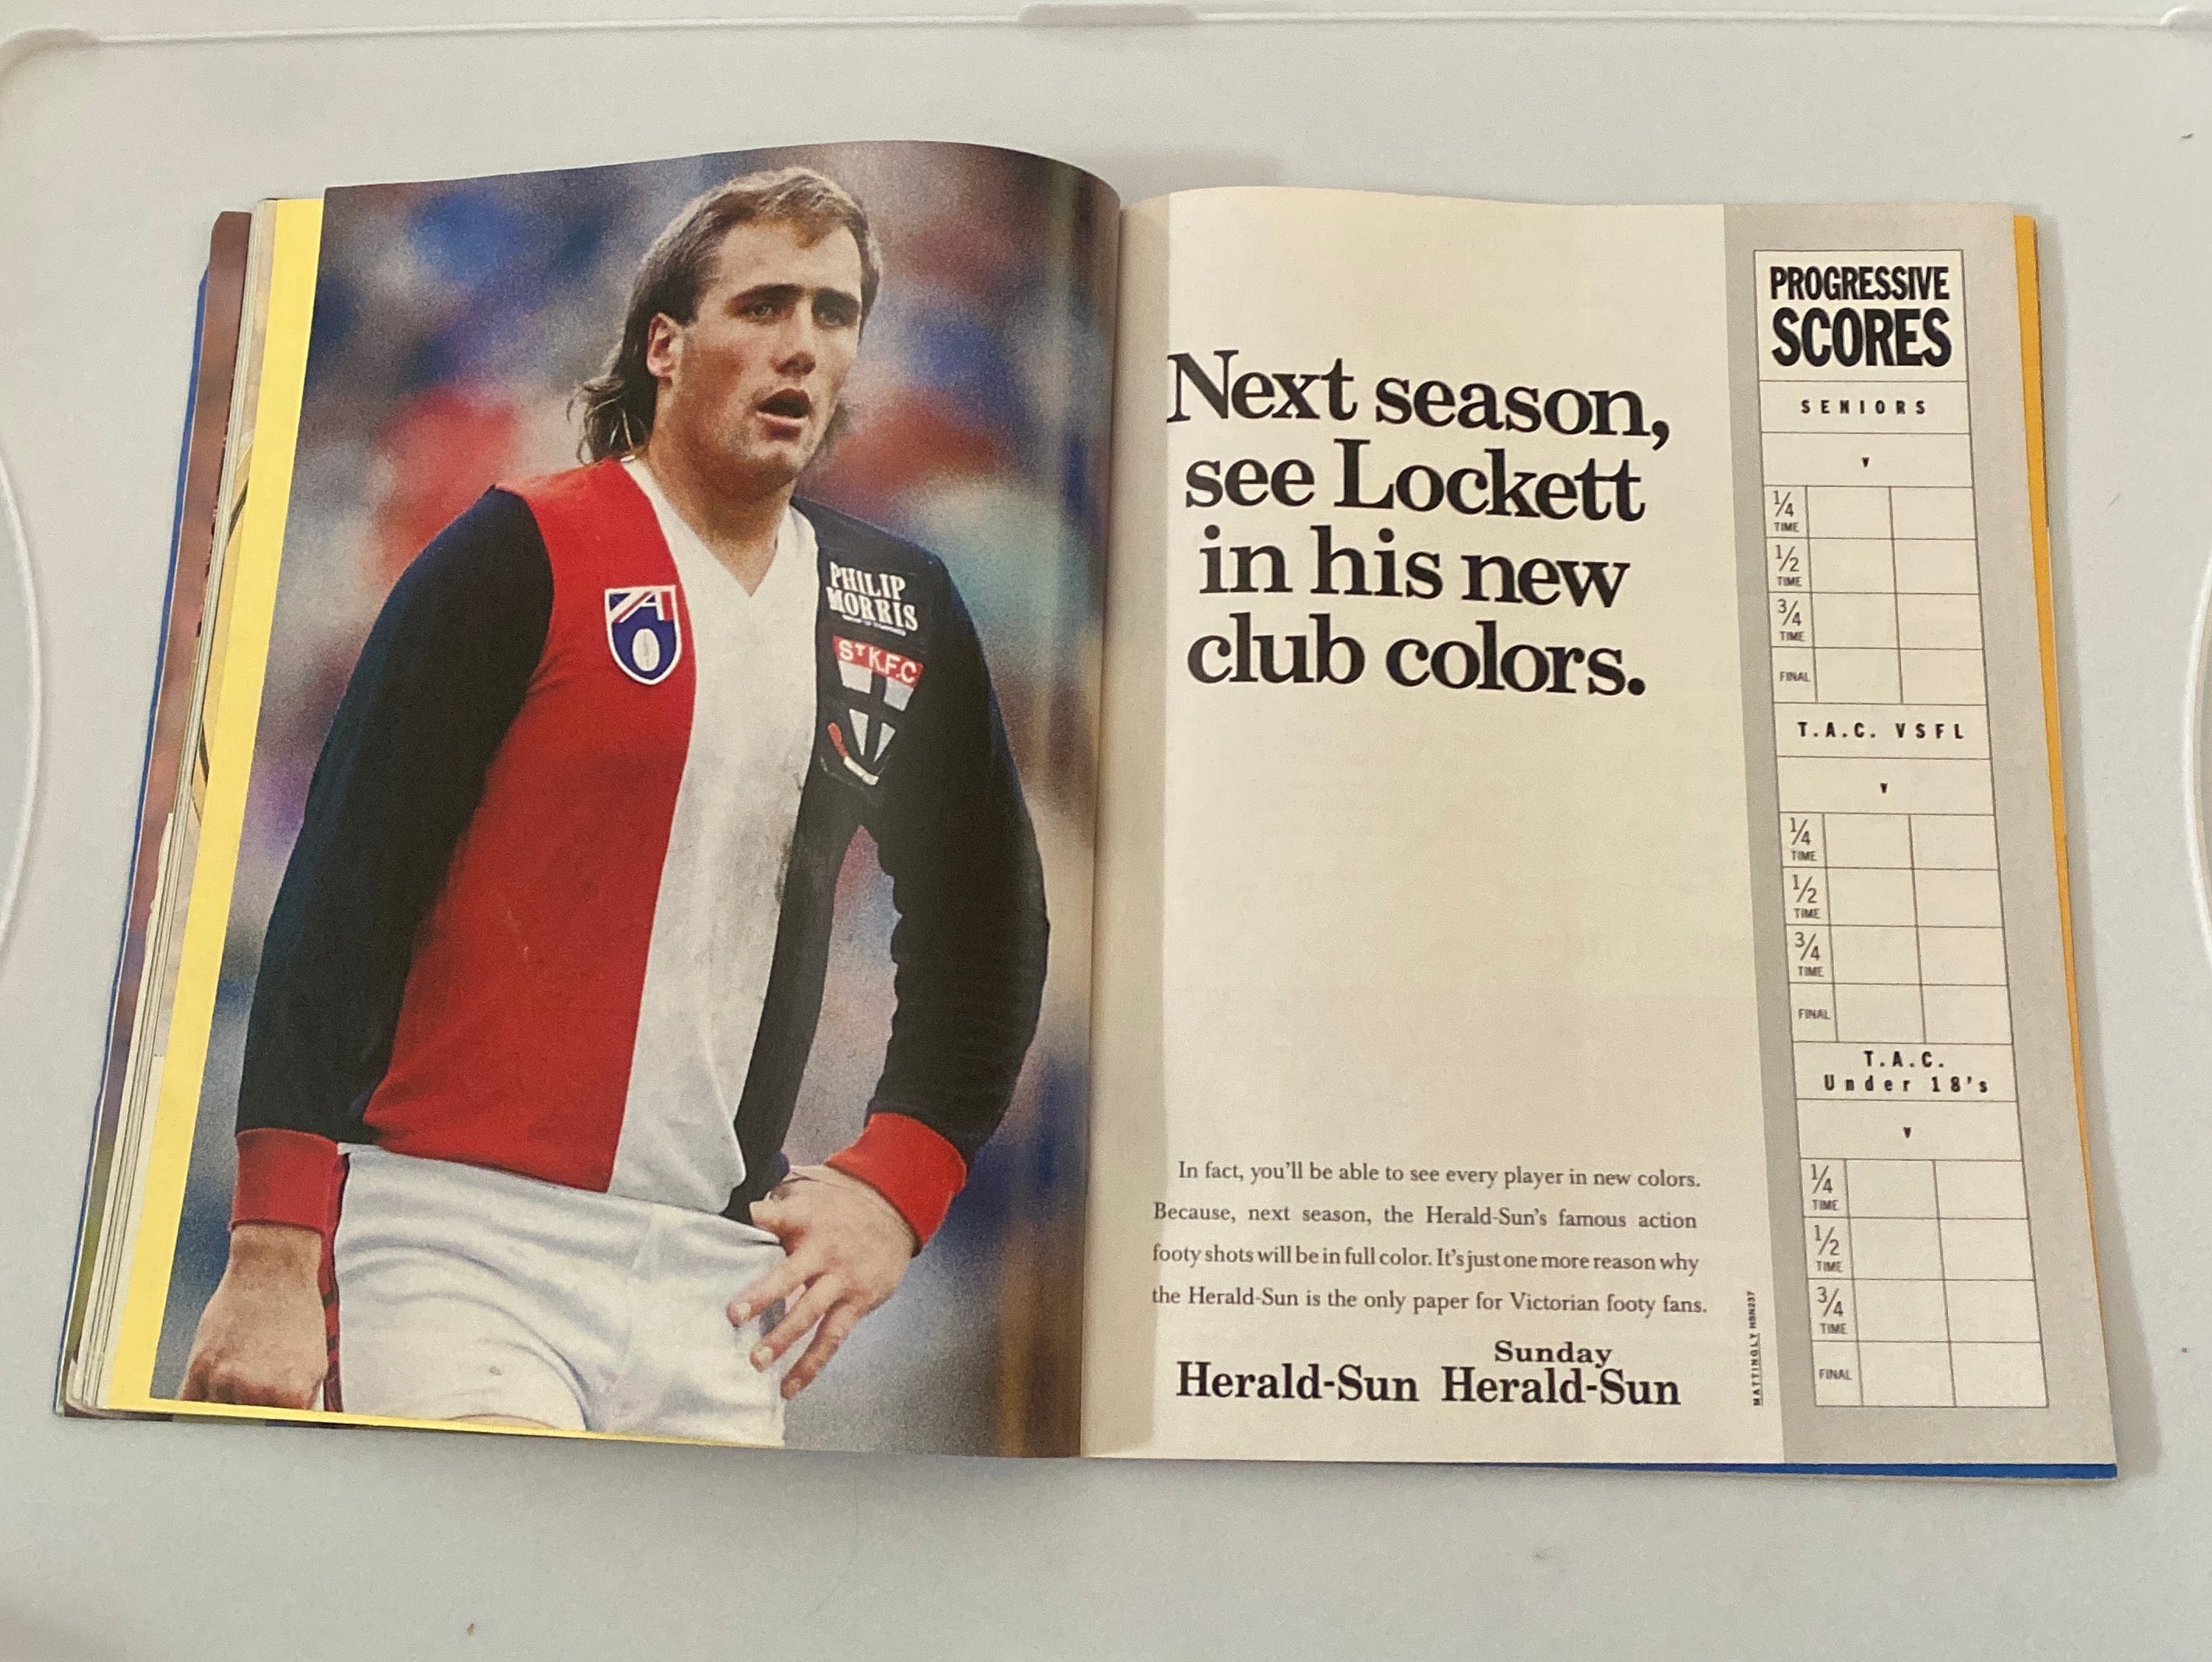 PHILIP
MORRIS
ST K.F.C
Next season,
see Lockett
in his new
club colors.
In fact, you'll be able to see every player in new colors.
Because, next season, the Herald-Sun's famous action
footy shots will be in full color. It's just one more reason why
the Herald-Sun is the only paper for Victorian footy fans.
Herald-Sun
Sunday
Herald-Sun
MATTINGLY HSN237
PROGRESSIVE
SCORES
SENIORS
v
1/4
TIME
1/2
TIME
3/4
TIME
FINAL
T.A.C. VSFL
v
1/4
TIME
1/2
TIME
3/4
TIME
FINAL
T.A.C.
Under 18's
v
1/4
TIME
1/2
TIME
3/4
TIME
FINAL